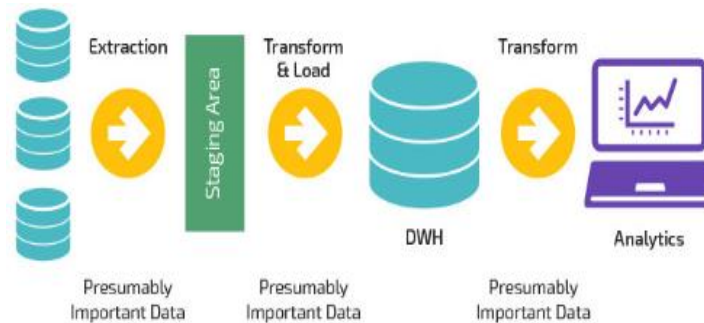 Extraction
Staging Area
Transform
& Load
DWH
Transform
Analytics
Presumably
Important Data
Presumably
Important Data
Presumably
Important Data